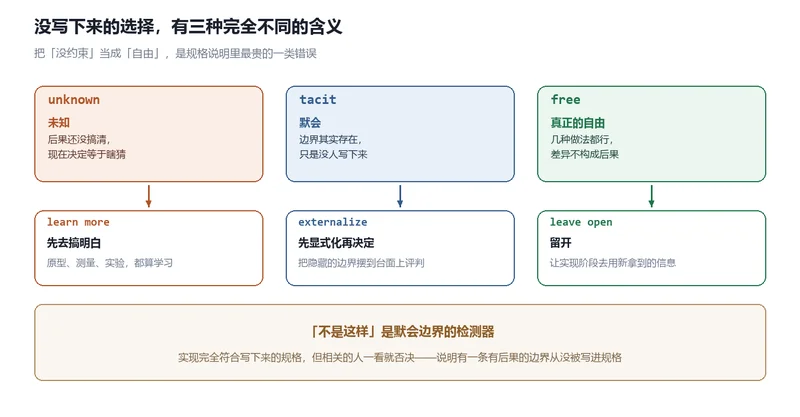 没写下来的选择，有三种完全不同的含义
把「没约束」当成「自由」，是规格说明里最贵的一类错误
unknown
未知
后果还没搞清，
现在决定等于瞎猜
tacit
默会
边界其实存在，
只是没人写下来
free
真正的自由
几种做法都行，
差异不构成后果
learn more
先去搞明白
原型、测量、实验，都算学习
externalize
先显式化再决定
把隐藏的边界摆到台面上评判
leave open
留开
让实现阶段去用新拿到的信息
「不是这样」是默会边界的检测器
实现完全符合写下来的规格，但相关的人一看就否决——说明有一条有后果的边界从没被写进规格